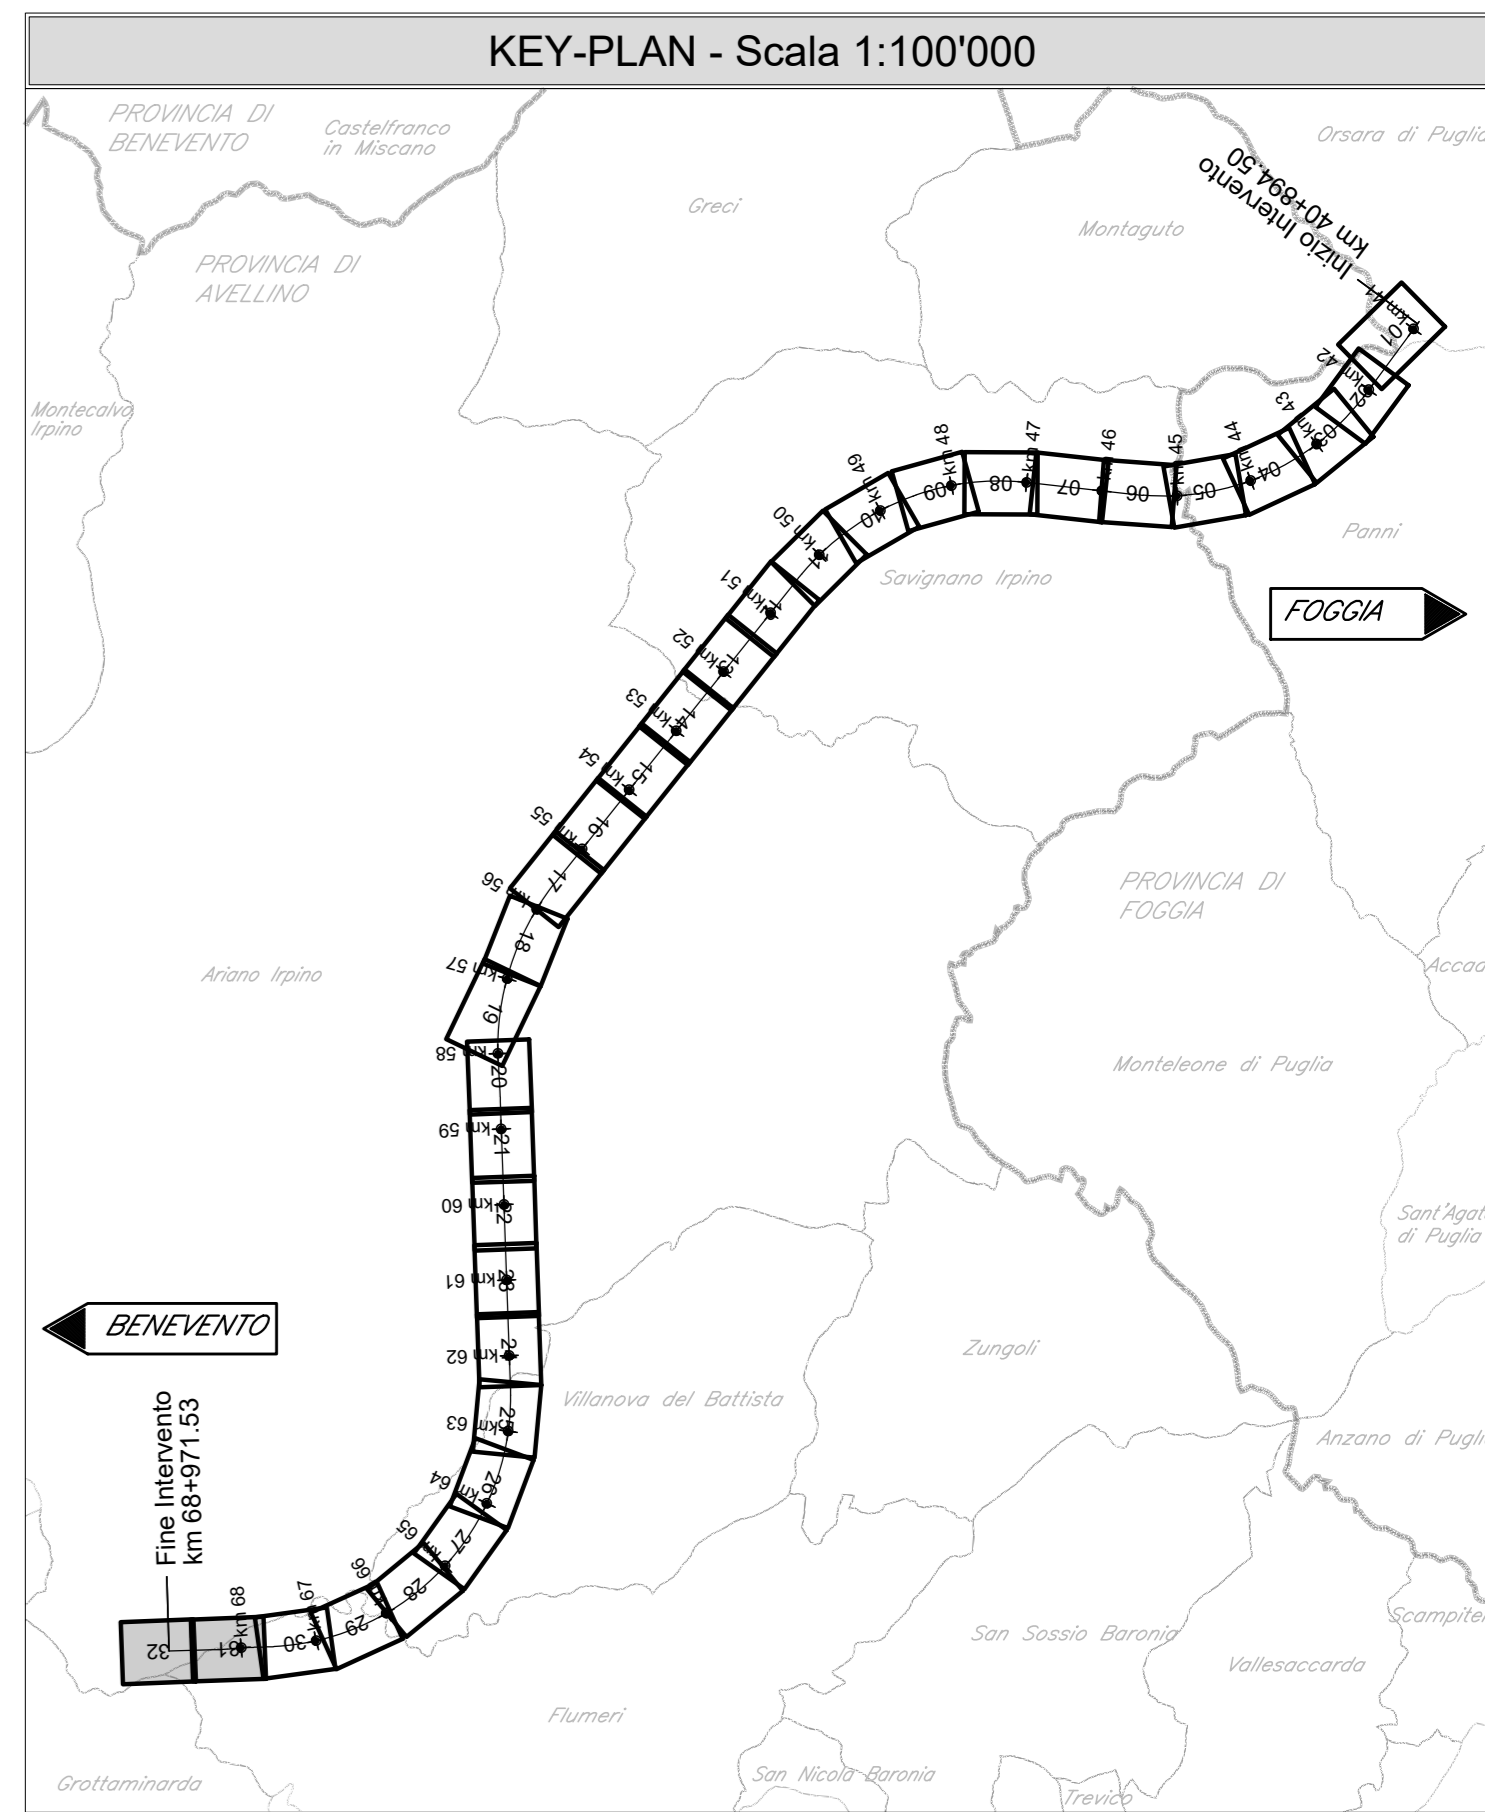 KEY-PLAN - Scala 1:100'000
PROVINCIA DI
BENEVENTO
Castelfranco
in Miscano
Orsara di Puglia
Greci
Montaguto
Inizio Intervento
km 40+894.50
PROVINCIA DI
AVELLINO
km 41
01
km 42
02
Montecalvo
Irpino
km 43
03
km 44
04
km 45
05
km 46
06
km 47
07
km 48
08
km 49
09
km 50
10
Panni
Savignano Irpino
FOGGIA
km 51
11
12
km 52
13
km 53
14
km 54
15
km 55
16
km 56
17
PROVINCIA DI
FOGGIA
18
Ariano Irpino
km 57
19
km 58
20
Monteleone di Puglia
km 59
21
km 60
22
km 61
23
BENEVENTO
km 62
24
Zungoli
Villanova del Battista
km 63
25
Fine Intervento
km 68+971.53
km 64
26
km 65
27
km 66
28
km 67
29
km 68
30
31
32
San Sossio Baronia
Vallesaccarda
Flumeri
Grottaminarda
San Nicola Baronia
Trevico